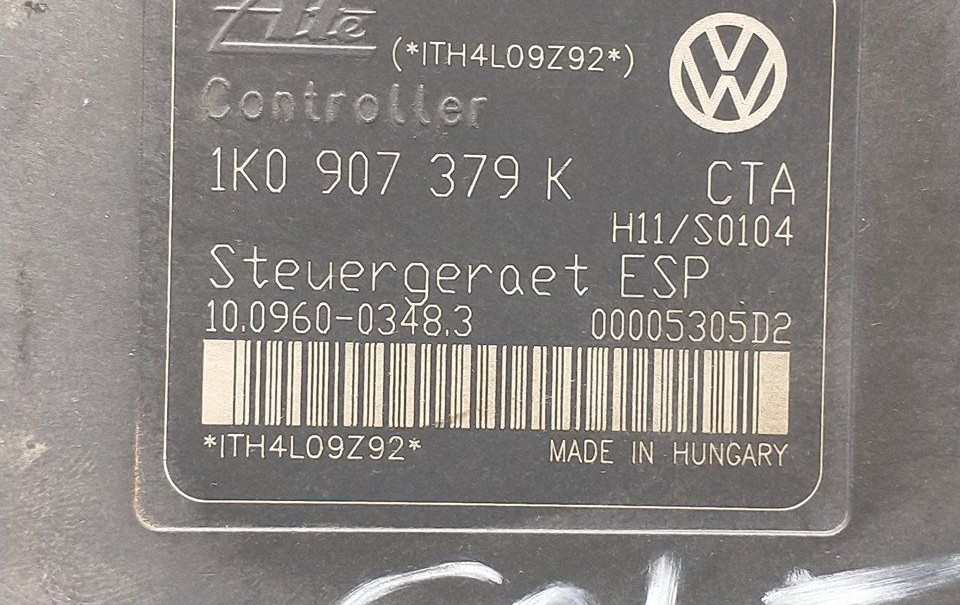 Ate
(*ITH4L09Z92*)
VW
Controller
1K0 907 379 K CTA
H11/S0104
Steuergeraet ESP
10.0960-0348.3 00005305D2
*ITH4L09Z92*
MADE IN HUNGARY